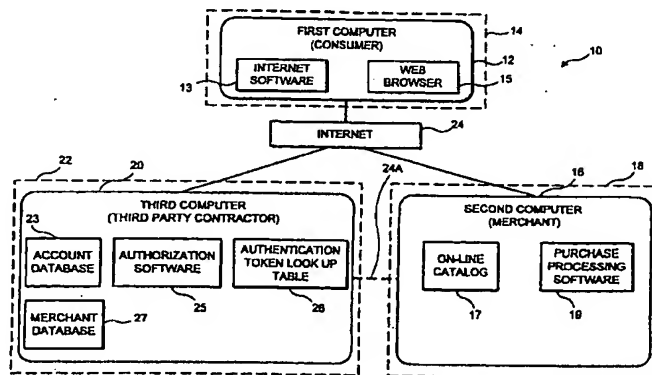 FIRST COMPUTER
(CONSUMER)
14
12
10
INTERNET
SOFTWARE
13
WEB
BROWSER
15
INTERNET
24
22
20
24A
16
18
THIRD COMPUTER
(THIRD PARTY CONTRACTOR)
23
ACCOUNT
DATABASE
AUTHORIZATION
SOFTWARE
25
AUTHENTICATION
TOKEN LOOK UP
TABLE
26
MERCHANT
DATABASE
27
SECOND COMPUTER
(MERCHANT)
ON-LINE
CATALOG
17
PURCHASE
PROCESSING
SOFTWARE
19